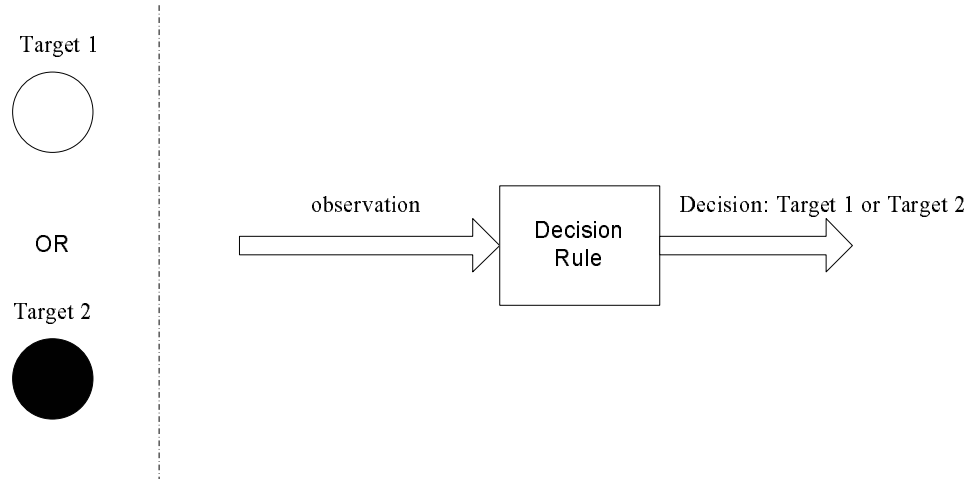 Target 1
OR
Target 2
observation
Decision
Rule
Decision: Target 1 or Target 2